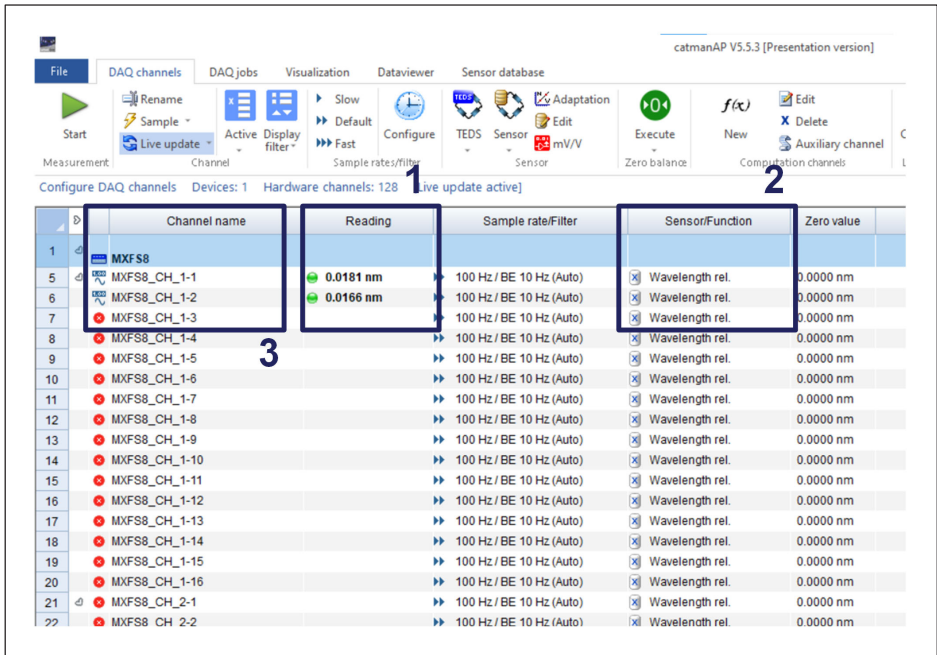 catmanAP V5.5.3 [Presentation version]
File DAQ channels DAQ jobs Visualization Dataviewer Sensor database
Start
Measurement
Rename
Sample
Live update
Active
Display filter
Channel
Slow
Default
Fast
Configure
Sample rates/filter
TEDS
TEDS
Sensor
Adaptation
Edit
mV/V
Sensor
0
Execute
Zero balance
f(x)
New
Edit
Delete
Auxiliary channel
Computation channels
Configure DAQ channels Devices: 1 Hardware channels: 128 Live update active]
1
2
Channel name Reading Sample rate/Filter Sensor/Function Zero value
1 MXFS8
5 MXFS8_CH_1-1 0.0181 nm 100 Hz / BE 10 Hz (Auto) Wavelength rel. 0.0000 nm
6 MXFS8_CH_1-2 0.0166 nm 100 Hz / BE 10 Hz (Auto) Wavelength rel. 0.0000 nm
7 MXFS8_CH_1-3 100 Hz / BE 10 Hz (Auto) Wavelength rel. 0.0000 nm
3
8 MXFS8_CH_1-4 100 Hz / BE 10 Hz (Auto) Wavelength rel. 0.0000 nm
9 MXFS8_CH_1-5 100 Hz / BE 10 Hz (Auto) Wavelength rel. 0.0000 nm
10 MXFS8_CH_1-6 100 Hz / BE 10 Hz (Auto) Wavelength rel. 0.0000 nm
11 MXFS8_CH_1-7 100 Hz / BE 10 Hz (Auto) Wavelength rel. 0.0000 nm
12 MXFS8_CH_1-8 100 Hz / BE 10 Hz (Auto) Wavelength rel. 0.0000 nm
13 MXFS8_CH_1-9 100 Hz / BE 10 Hz (Auto) Wavelength rel. 0.0000 nm
14 MXFS8_CH_1-10 100 Hz / BE 10 Hz (Auto) Wavelength rel. 0.0000 nm
15 MXFS8_CH_1-11 100 Hz / BE 10 Hz (Auto) Wavelength rel. 0.0000 nm
16 MXFS8_CH_1-12 100 Hz / BE 10 Hz (Auto) Wavelength rel. 0.0000 nm
17 MXFS8_CH_1-13 100 Hz / BE 10 Hz (Auto) Wavelength rel. 0.0000 nm
18 MXFS8_CH_1-14 100 Hz / BE 10 Hz (Auto) Wavelength rel. 0.0000 nm
19 MXFS8_CH_1-15 100 Hz / BE 10 Hz (Auto) Wavelength rel. 0.0000 nm
20 MXFS8_CH_1-16 100 Hz / BE 10 Hz (Auto) Wavelength rel. 0.0000 nm
21 MXFS8_CH_2-1 100 Hz / BE 10 Hz (Auto) Wavelength rel. 0.0000 nm
22 MXFS8_CH_2-2 100 Hz / BE 10 Hz (Auto) Wavelength rel. 0.0000 nm